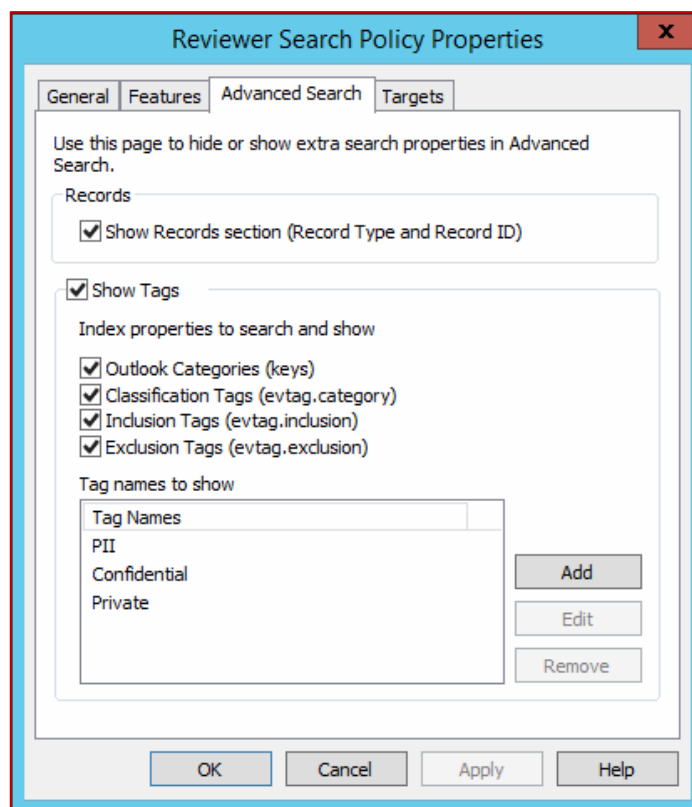 Reviewer Search Policy Properties
x
General Features Advanced Search Targets
Use this page to hide or show extra search properties in Advanced
Search.
Records
Show Records section (Record Type and Record ID)
Show Tags
Index properties to search and show
Outlook Categories (keys)
Classification Tags (evtag.category)
Inclusion Tags (evtag.inclusion)
Exclusion Tags (evtag.exclusion)
Tag names to show
Tag Names
PII
Confidential
Private
Add
Edit
Remove
OK Cancel Apply Help